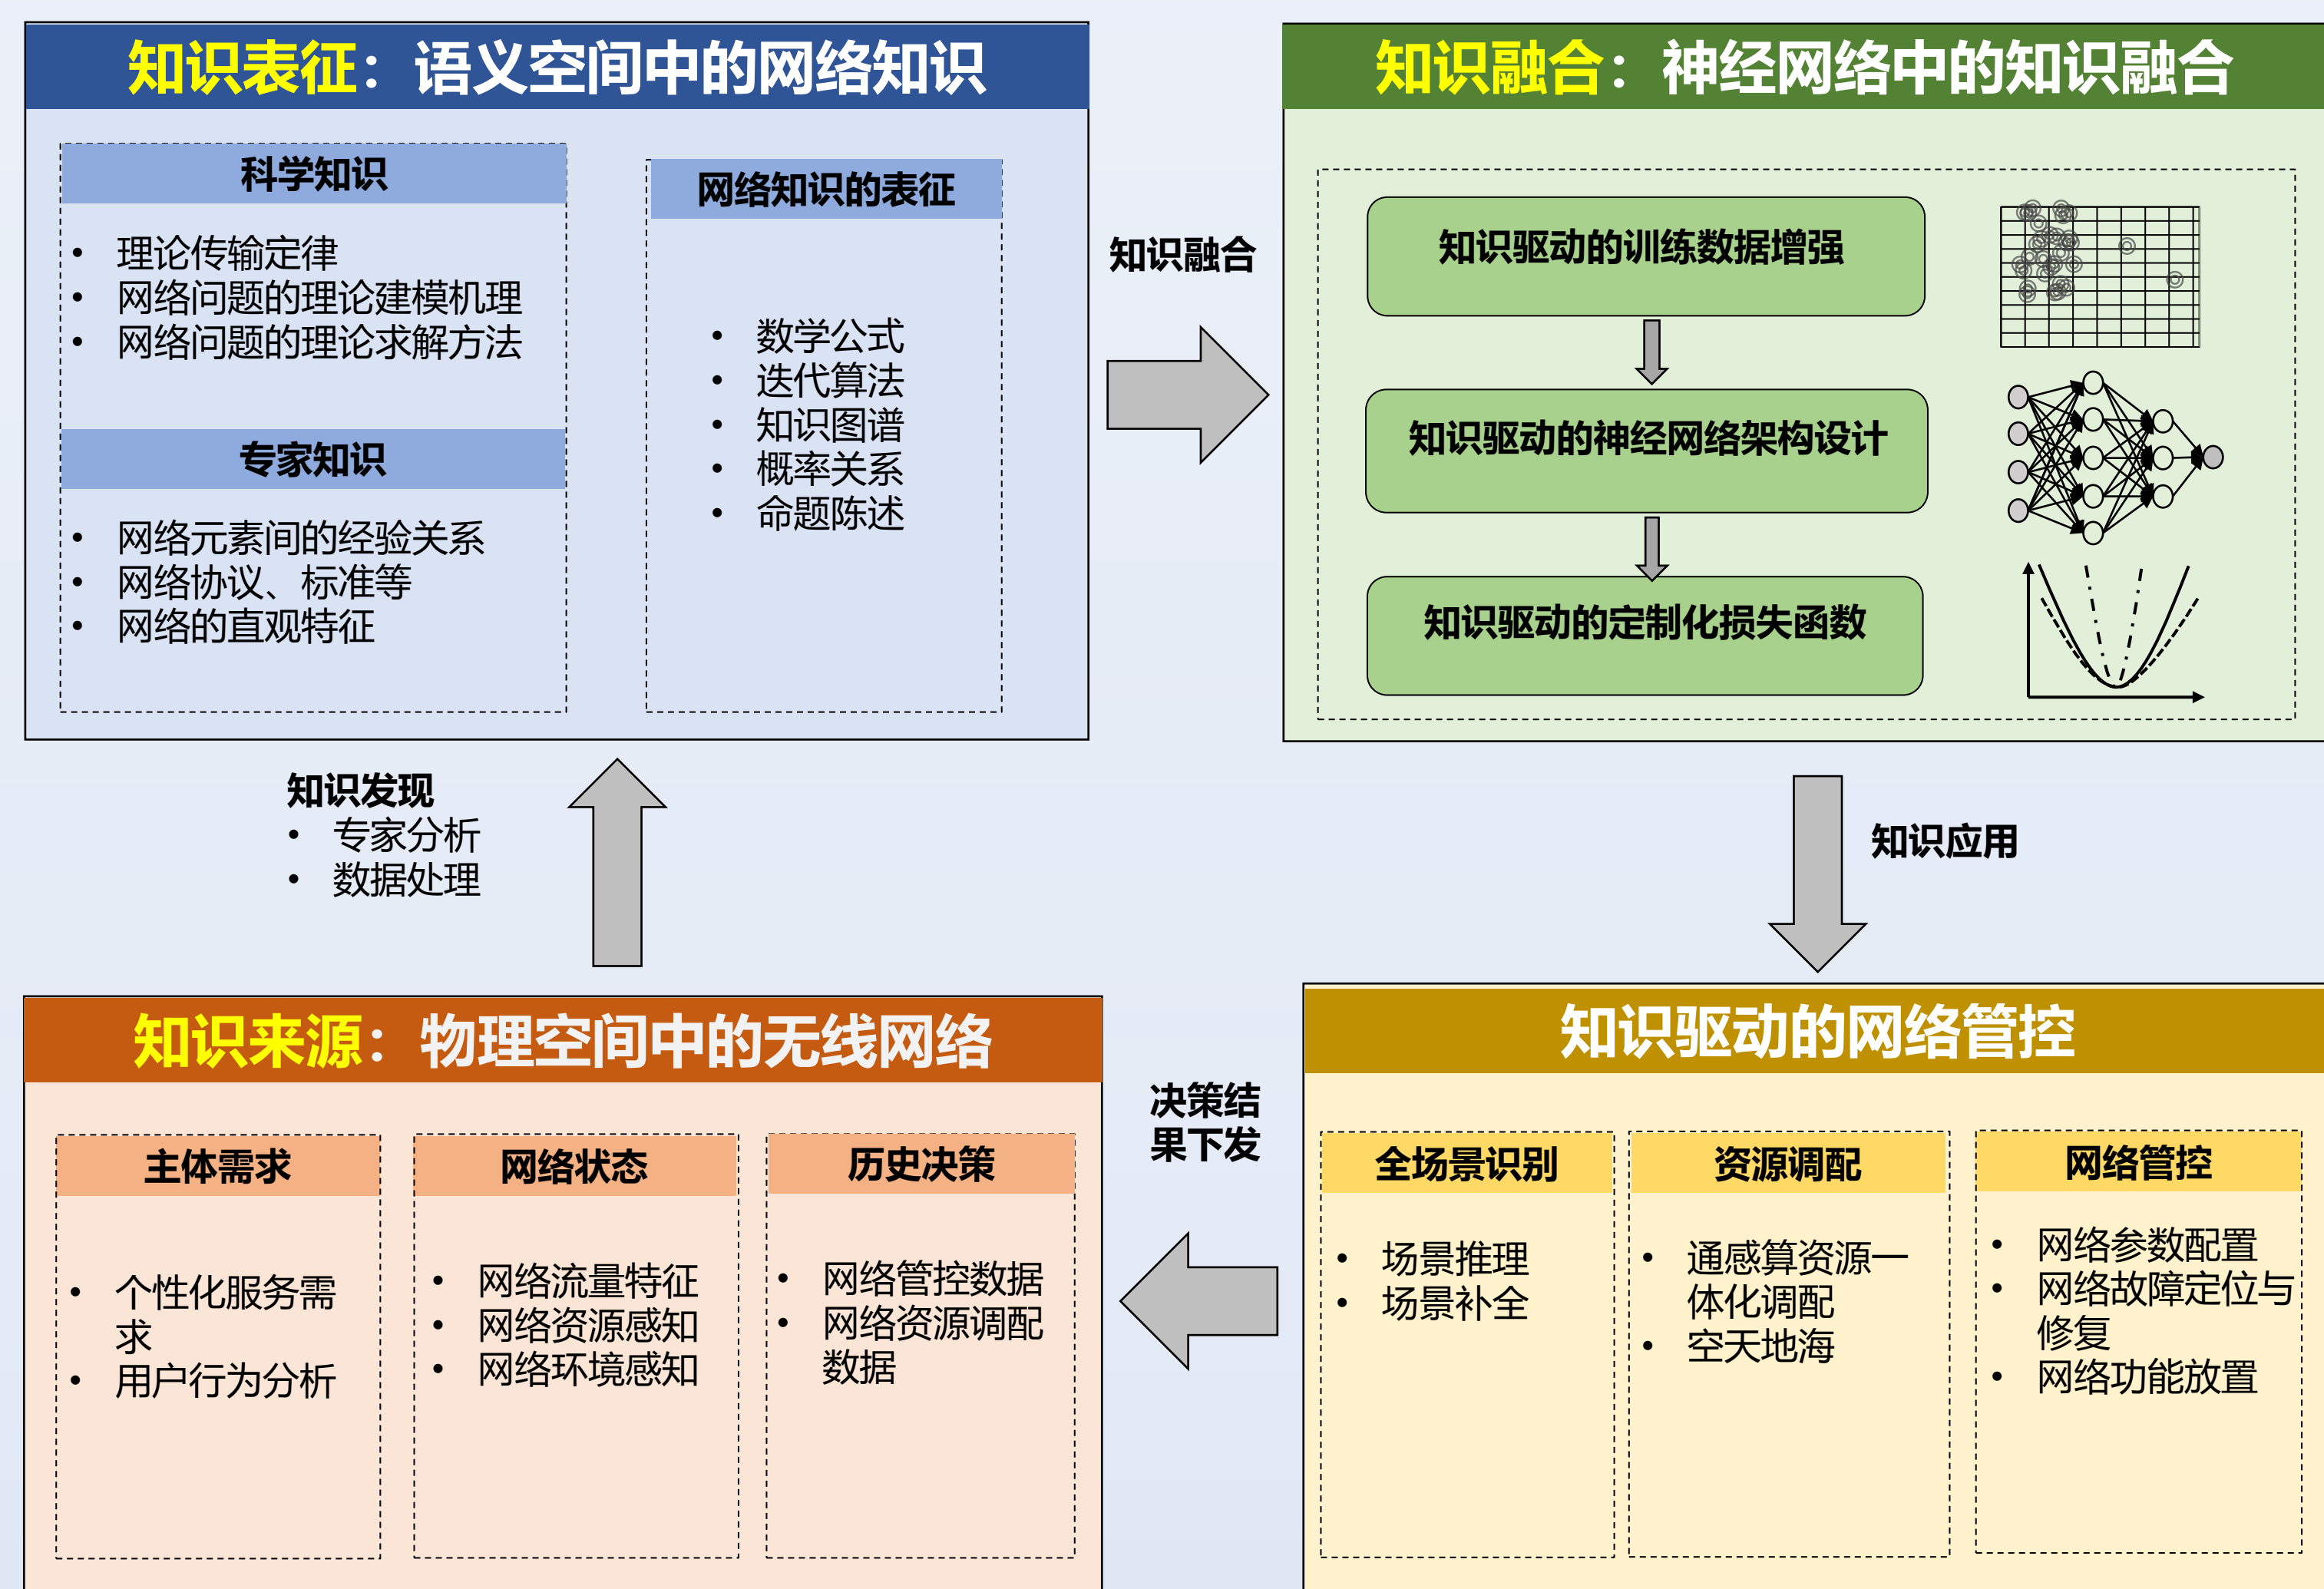 知识表征：语义空间中的网络知识
科学知识
• 理论传输定律
• 网络问题的理论建模机理
• 网络问题的理论求解方法
专家知识
• 网络元素间的经验关系
• 网络协议、标准等
• 网络的直观特征
网络知识的表征
• 数学公式
• 迭代算法
• 知识图谱
• 概率关系
• 命题陈述
知识融合
知识融合：神经网络中的知识融合
知识驱动的训练数据增强
知识驱动的神经网络架构设计
知识驱动的定制化损失函数
知识发现
• 专家分析
• 数据处理
知识应用
知识来源：物理空间中的无线网络
主体需求
• 个性化服务需
求
• 用户行为分析
网络状态
• 网络流量特征
• 网络资源感知
• 网络环境感知
历史决策
• 网络管控数据
• 网络资源调配
数据
决策结
果下发
知识驱动的网络管控
全场景识别
• 场景推理
• 场景补全
资源调配
• 通感算资源一
体化调配
• 空天地海
网络管控
• 网络参数配置
• 网络故障定位与
修复
• 网络功能放置